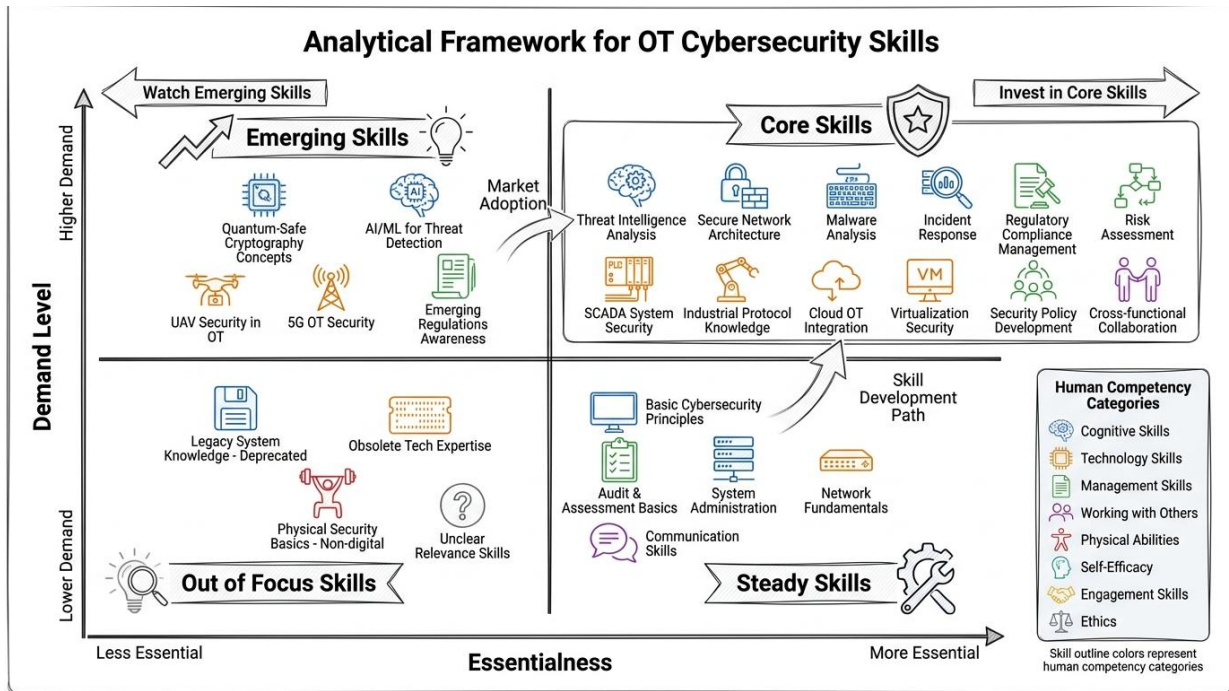 Analytical Framework for OT Cybersecurity Skills
Watch Emerging Skills
Invest in Core Skills
Emerging Skills
Core Skills
Higher Demand
Demand Level
Lower Demand
Quantum-Safe
Cryptography
Concepts
AI
AI/ML for Threat
Detection
UAV Security in
OT
5G OT Security
Emerging
Regulations
Awareness
Market
Adoption
Threat Intelligence
Analysis
Secure Network
Architecture
Malware
Analysis
Incident
Response
Regulatory
Compliance
Management
Risk
Assessment
PLC
SCADA System
Security
Industrial Protocol
Knowledge
Cloud OT
Integration
VM
Virtualization
Security
Security Policy
Development
Cross-functional
Collaboration
Legacy System
Knowledge - Deprecated
Obsolete Tech Expertise
Physical Security
Basics - Non-digital
?
Unclear
Relevance Skills
Out of Focus Skills
Basic Cybersecurity
Principles
Skill
Development
Path
Audit &
Assessment Basics
System
Administration
Network
Fundamentals
Communication
Skills
Steady Skills
Less Essential
Essentialness
More Essential
Human Competency
Categories
Cognitive Skills
Technology Skills
Management Skills
Working with Others
Physical Abilities
Self-Efficacy
Engagement Skills
Ethics
Skill outline colors represent
human competency categories